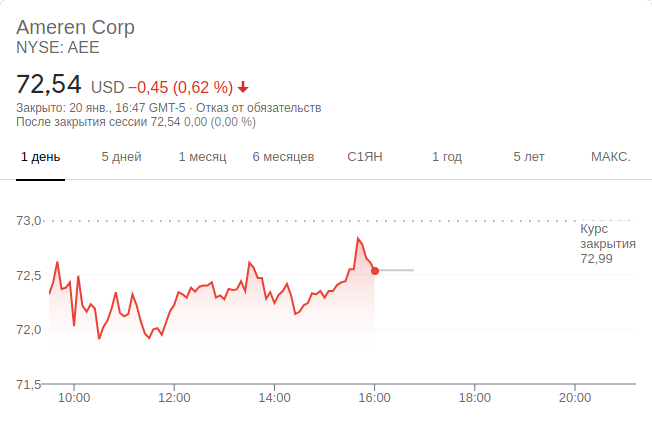 Ameren Corp
NYSE: AEE
72,54 USD −0,45 (0,62 %)
Закрыто: 20 янв., 16:47 GMT-5 · Отказ от обязательств
После закрытия сессии 72,54 0,00 (0,00 %)
1 день 5 дней 1 месяц 6 месяцев С1ЯН 1 год 5 лет МАКС.
73,0
Курс
закрытия
72,99
72,5
72,0
71,5
10:00 12:00 14:00 16:00 18:00 20:00